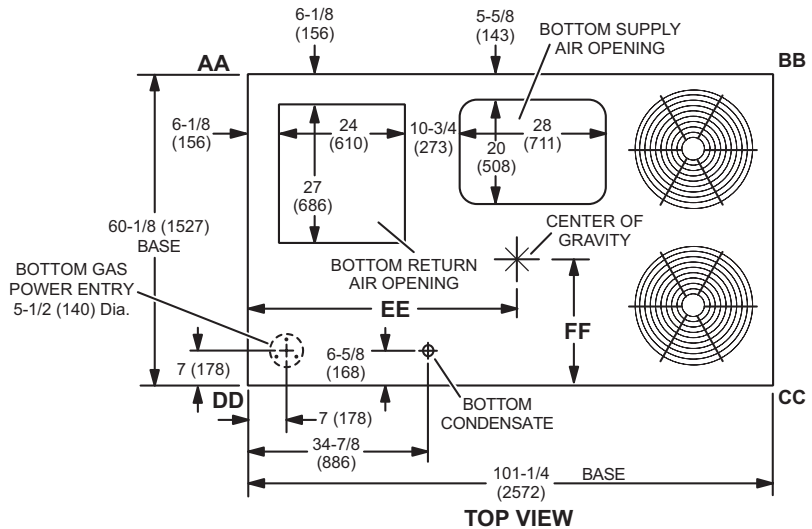 6-1/8
(156)
5-5/8
(143)
BOTTOM SUPPLY
AIR OPENING
AA
BB
6-1/8
(156)
24
(610)
10-3/4
(273)
28
(711)
20
(508)
27
(686)
60-1/8 (1527)
BASE
CENTER OF
GRAVITY
BOTTOM RETURN
AIR OPENING
BOTTOM GAS
POWER ENTRY
5-1/2 (140) Dia.
EE
FF
7 (178)
6-5/8
(168)
DD
CC
7 (178)
BOTTOM
CONDENSATE
34-7/8
(886)
101-1/4
(2572)
BASE
TOP VIEW